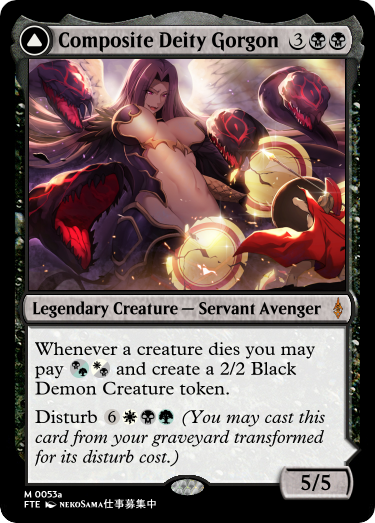 Composite Deity Gorgon 3
Legendary Creature — Servant Avenger
Whenever a creature dies you may
pay and create a 2/2 Black
Demon Creature token.
Disturb 6 (You may cast this
card from your graveyard transformed
for its disturb cost.)
5/5
M 0053a
FTE NEKOSAMA仕事募集中